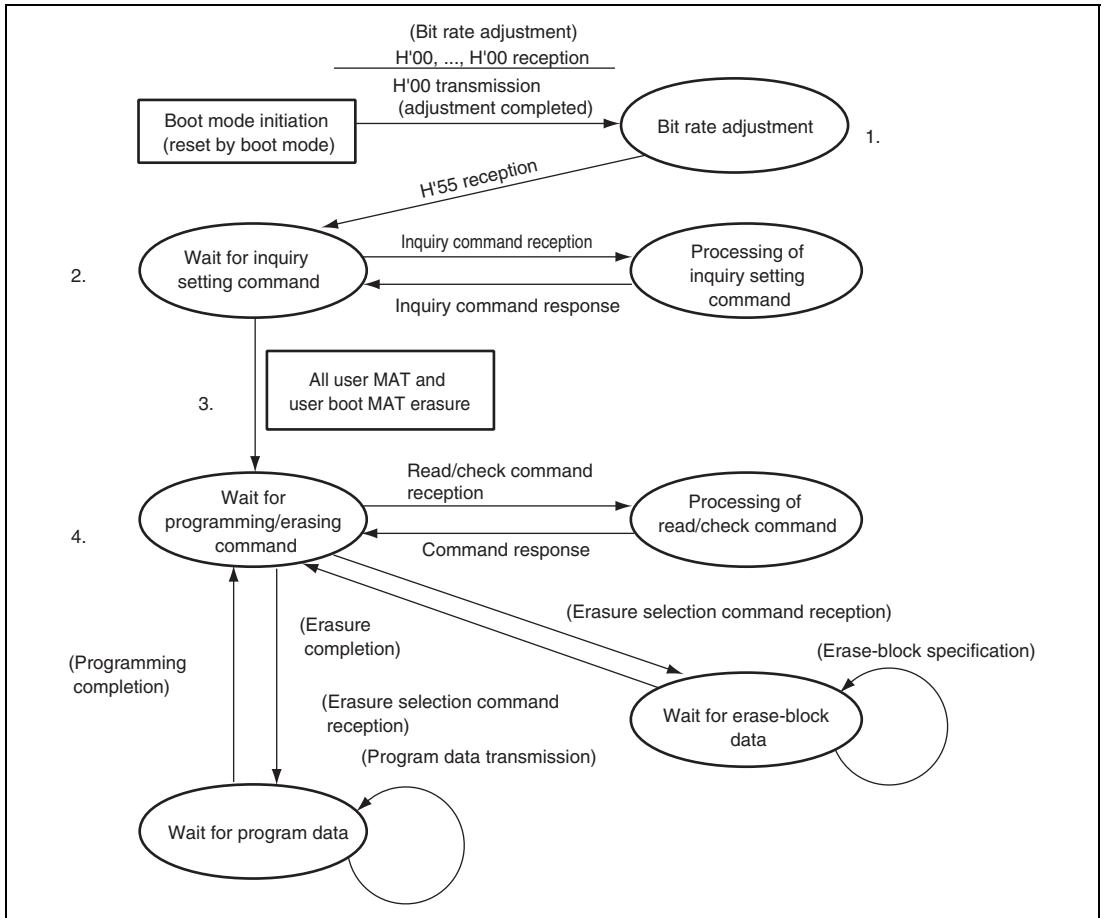 (Bit rate adjustment)
H'00, ..., H'00 reception
H'00 transmission
(adjustment completed)
Boot mode initiation
(reset by boot mode)
Bit rate adjustment
1.
H'55 reception
2.
Wait for inquiry
setting command
Inquiry command reception
Inquiry command response
Processing of
inquiry setting
command
3.
All user MAT and
user boot MAT erasure
4.
Wait for
programming/erasing
command
Read/check command
reception
Command response
Processing of
read/check command
(Erasure selection command reception)
(Erasure
completion)
(Programming
completion)
(Erase-block specification)
Wait for erase-block
data
(Erasure selection command
reception)
(Program data transmission)
Wait for program data